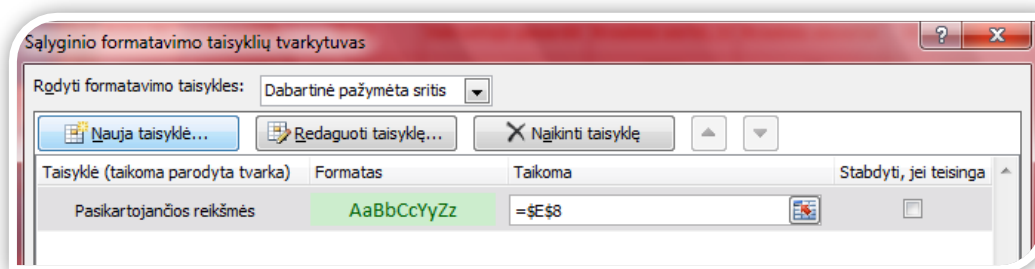 Sąlyginio formatavimo taisyklių tvarkytuvas
Rodyti formatavimo taisykles: Dabartinė pažymėta sritis
Nauja taisyklė... Redaguoti taisyklę... Naikinti taisyklę
Taisyklė (taikoma parodyta tvarka) Formatas Taikoma Stabdyti, jei teisinga
Pasikartojančios reikšmės AaBbCcYyZz =$E$8